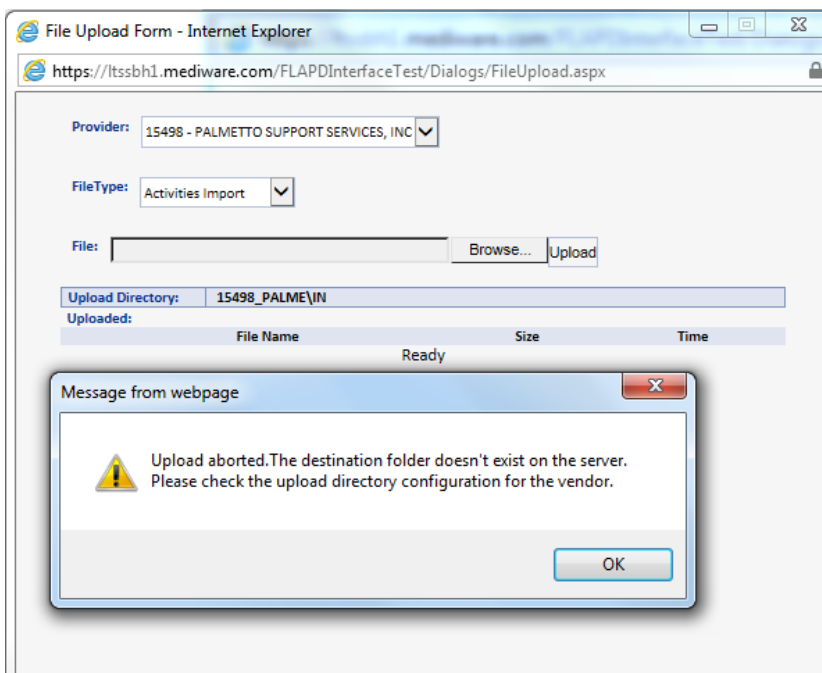 File Upload Form - Internet Explorer
https://ltssbh1.mediware.com/FLAPDInterfaceTest/Dialogs/FileUpload.aspx
Provider: 15498 - PALMETTO SUPPORT SERVICES, INC
FileType: Activities Import
File: Browse... Upload
Upload Directory: 15498_PALME\IN
Uploaded:
File Name Size Time
Ready
Message from webpage
Upload aborted.The destination folder doesn't exist on the server.
Please check the upload directory configuration for the vendor.
OK